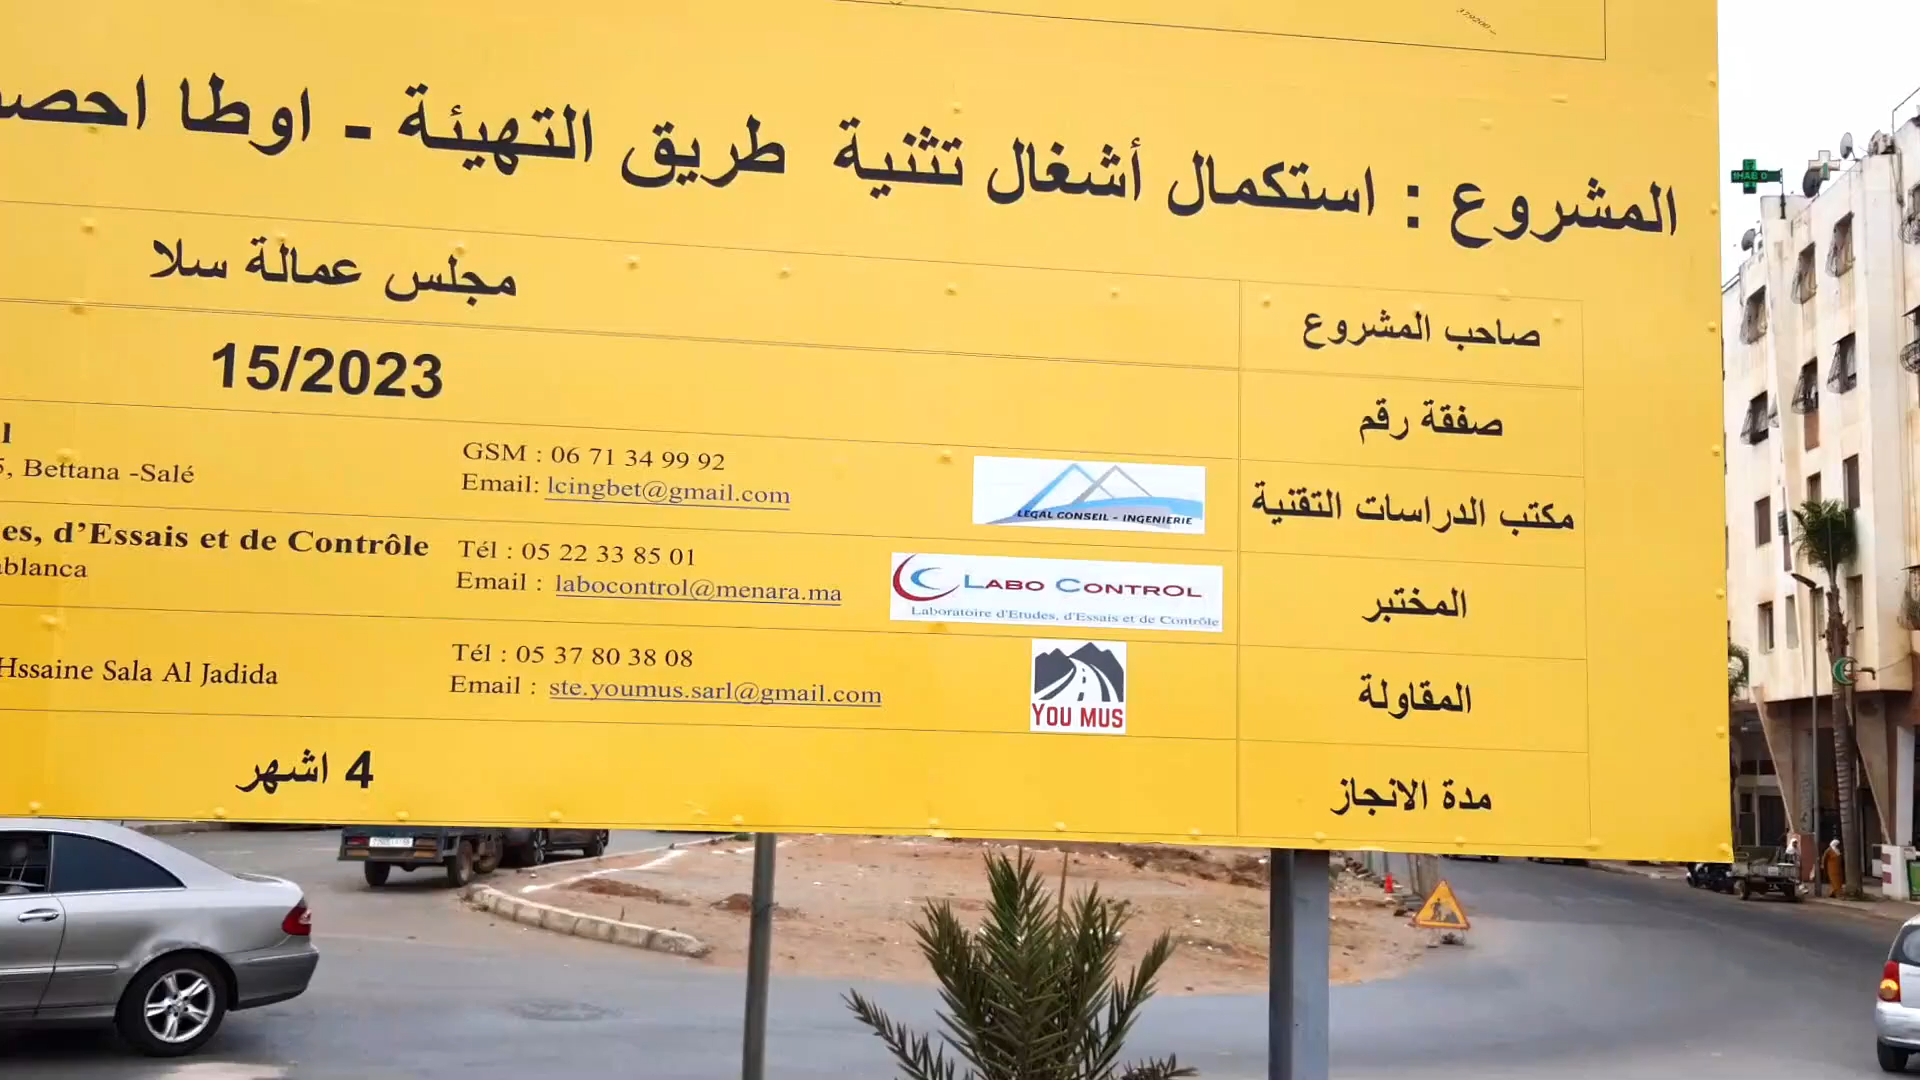 المشروع : استكمال أشغال تثنية طريق التهيئة - اوطا
صاحب المشروع
مجلس عمالة سلا
صفقة رقم
15/2023
مكتب الدراسات التقنية
LEGAL CONSEIL - INGENIERIE
GSM : 06 71 34 99 92
Email: lcingbet@gmail.com
, Bettana -Salé
المختبر
LABO CONTROL
Laboratoire d'Etudes, d'Essais et de Contrôle
Tél : 05 22 33 85 01
Email : labocontrol@menara.ma
es, d'Essais et de Contrôle
ablanca
المقاولة
YOU MUS
Tél : 05 37 80 38 08
Email : ste.youmus.sarl@gmail.com
Hssaine Sala Al Jadida
مدة الانجاز
4 اشهر